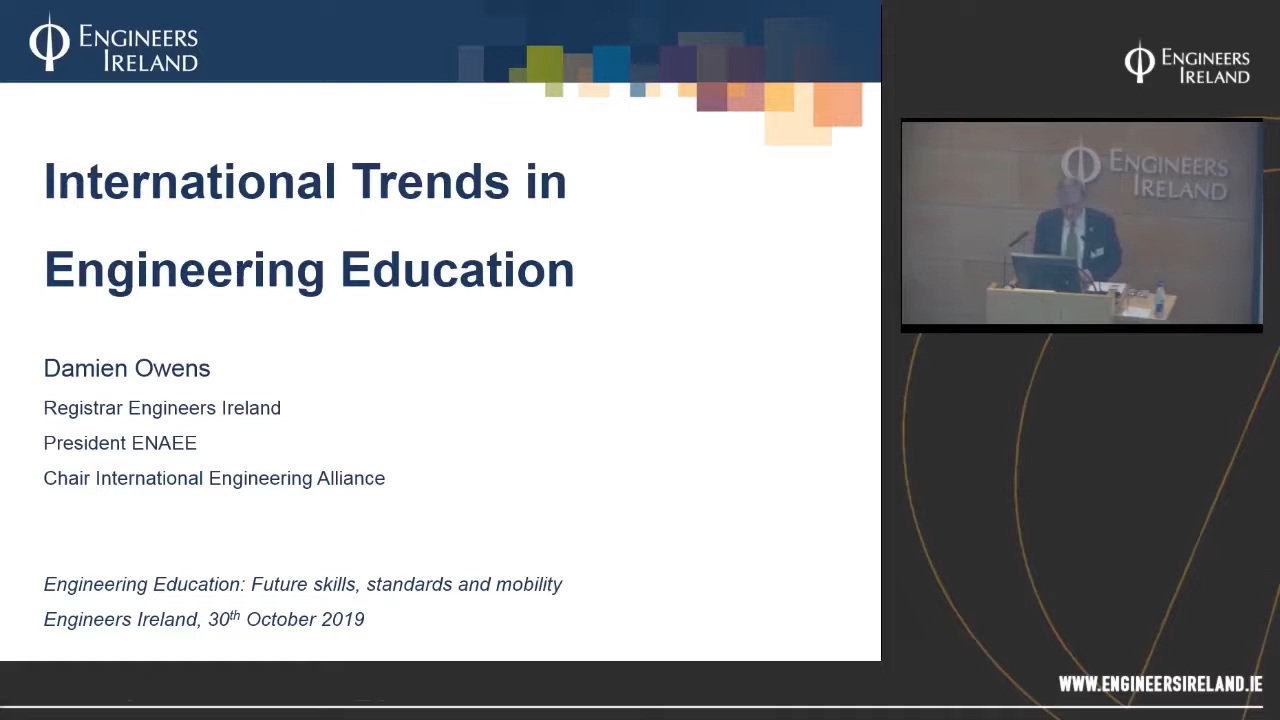 ENGINEERS
IRELAND
International Trends in
Engineering Education
Damien Owens
Registrar Engineers Ireland
President ENAEE
Chair International Engineering Alliance
Engineering Education: Future skills, standards and mobility
Engineers Ireland, 30th October 2019
ENGINEERS
IRELAND
ENGINEERS
IRELAND
WWW.ENGINEERSIRELAND.IE